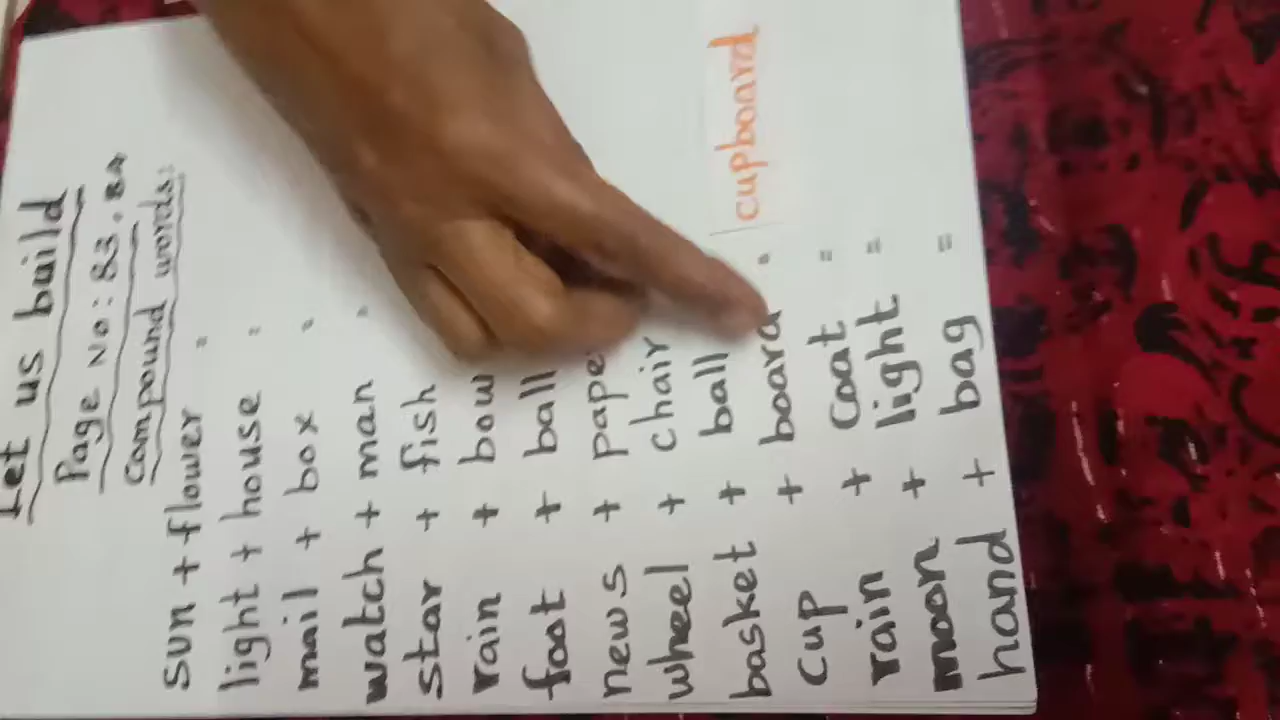 Let us build
Page No: 83, 84
Compound words:
sun + flower =
light + house =
mail + box =
watch + man =
star + fish
rain + bow
foot + ball
news + pape
wheel + chair
basket + ball
cup + board = cupboard
rain + coat =
moon + light =
hand + bag =